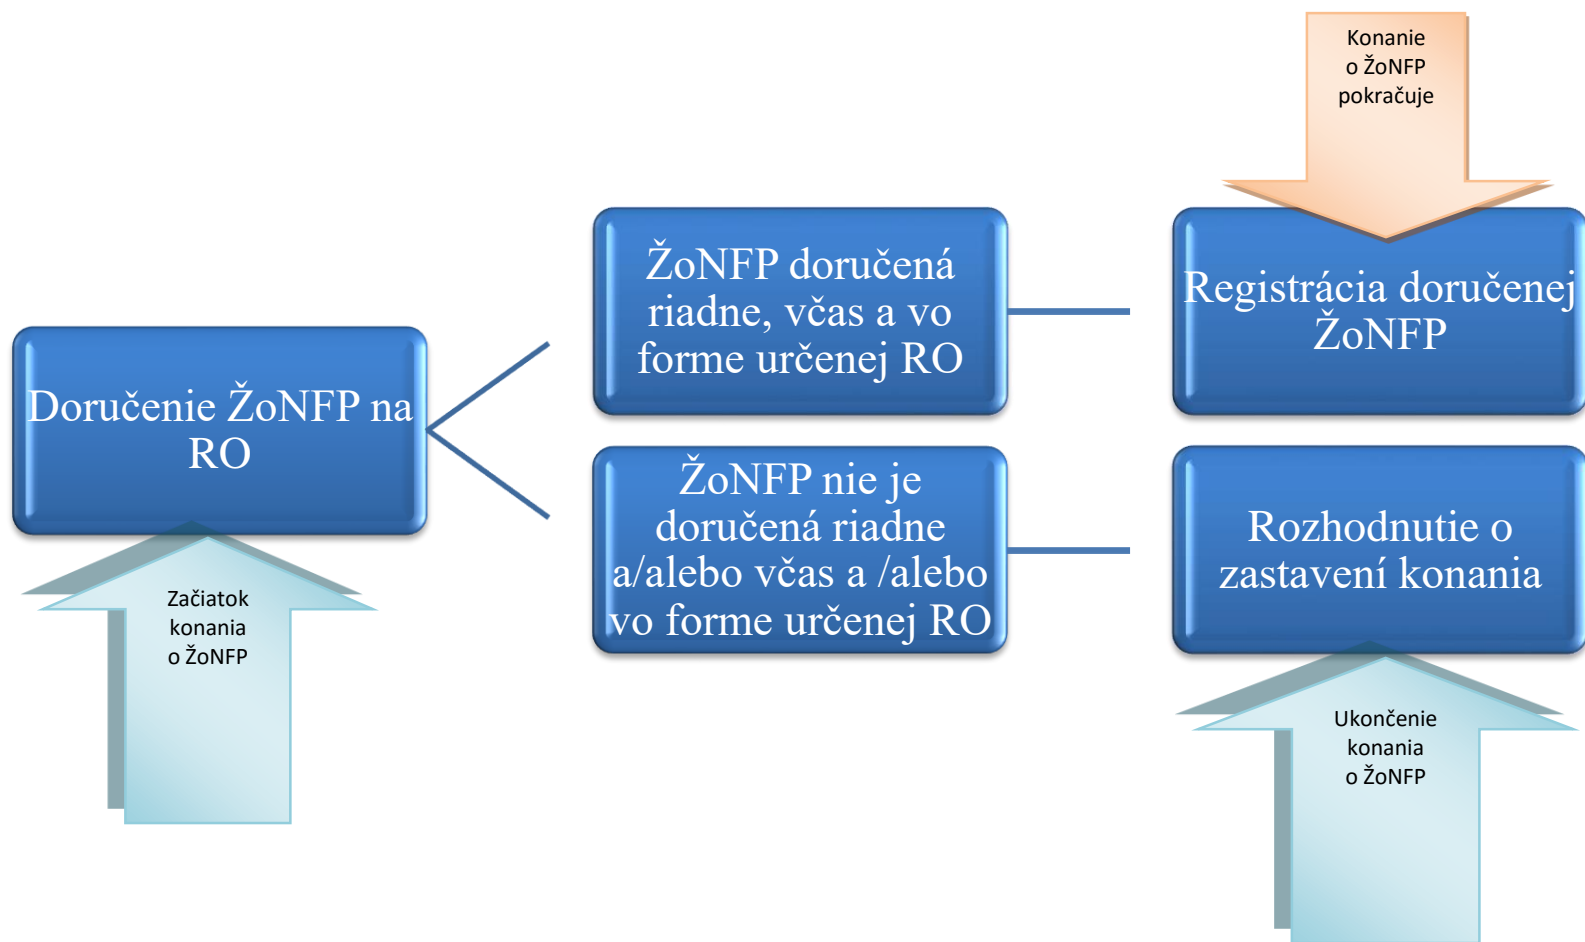 Konanie
o ŽoNFP
pokračuje
ŽoNFP doručená
riadne, včas a vo
forme určenej RO
Registrácia doručenej
ŽoNFP
Doručenie ŽoNFP na
RO
ŽoNFP nie je
doručená riadne
a/alebo včas a /alebo
vo forme určenej RO
Rozhodnutie o
zastavení konania
Začiatok
konania
o ŽoNFP
Ukončenie
konania
o ŽoNFP